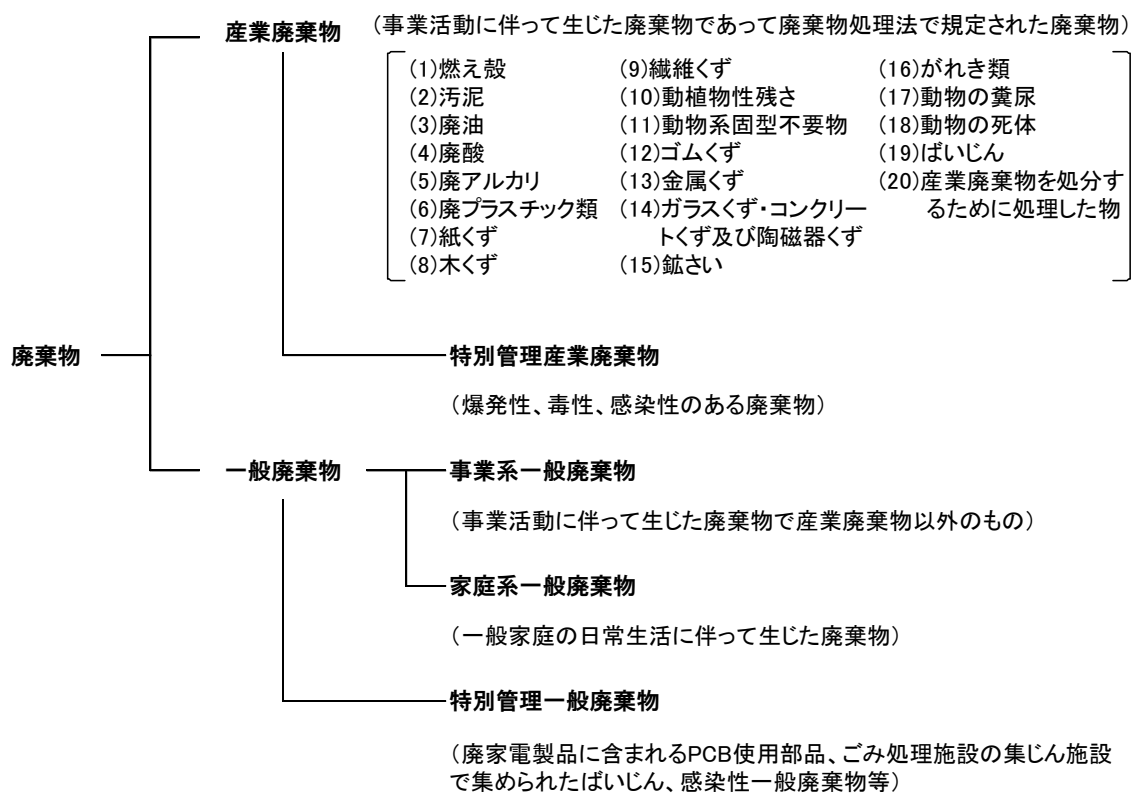 産業廃棄物
（事業活動に伴って生じた廃棄物であって廃棄物処理法で規定された廃棄物）
(1)燃え殻
(2)汚泥
(3)廃油
(4)廃酸
(5)廃アルカリ
(6)廃プラスチック類
(7)紙くず
(8)木くず
(9)繊維くず
(10)動植物性残さ
(11)動物系固型不要物
(12)ゴムくず
(13)金属くず
(14)ガラスくず・コンクリー
トくず及び陶磁器くず
(15)鉱さい
(16)がれき類
(17)動物の糞尿
(18)動物の死体
(19)ばいじん
(20)産業廃棄物を処分す
るために処理した物
廃棄物
特別管理産業廃棄物
（爆発性、毒性、感染性のある廃棄物）
一般廃棄物
事業系一般廃棄物
（事業活動に伴って生じた廃棄物で産業廃棄物以外のもの）
家庭系一般廃棄物
（一般家庭の日常生活に伴って生じた廃棄物）
特別管理一般廃棄物
（廃家電製品に含まれるPCB使用部品、ごみ処理施設の集じん施設
で集められたばいじん、感染性一般廃棄物等）